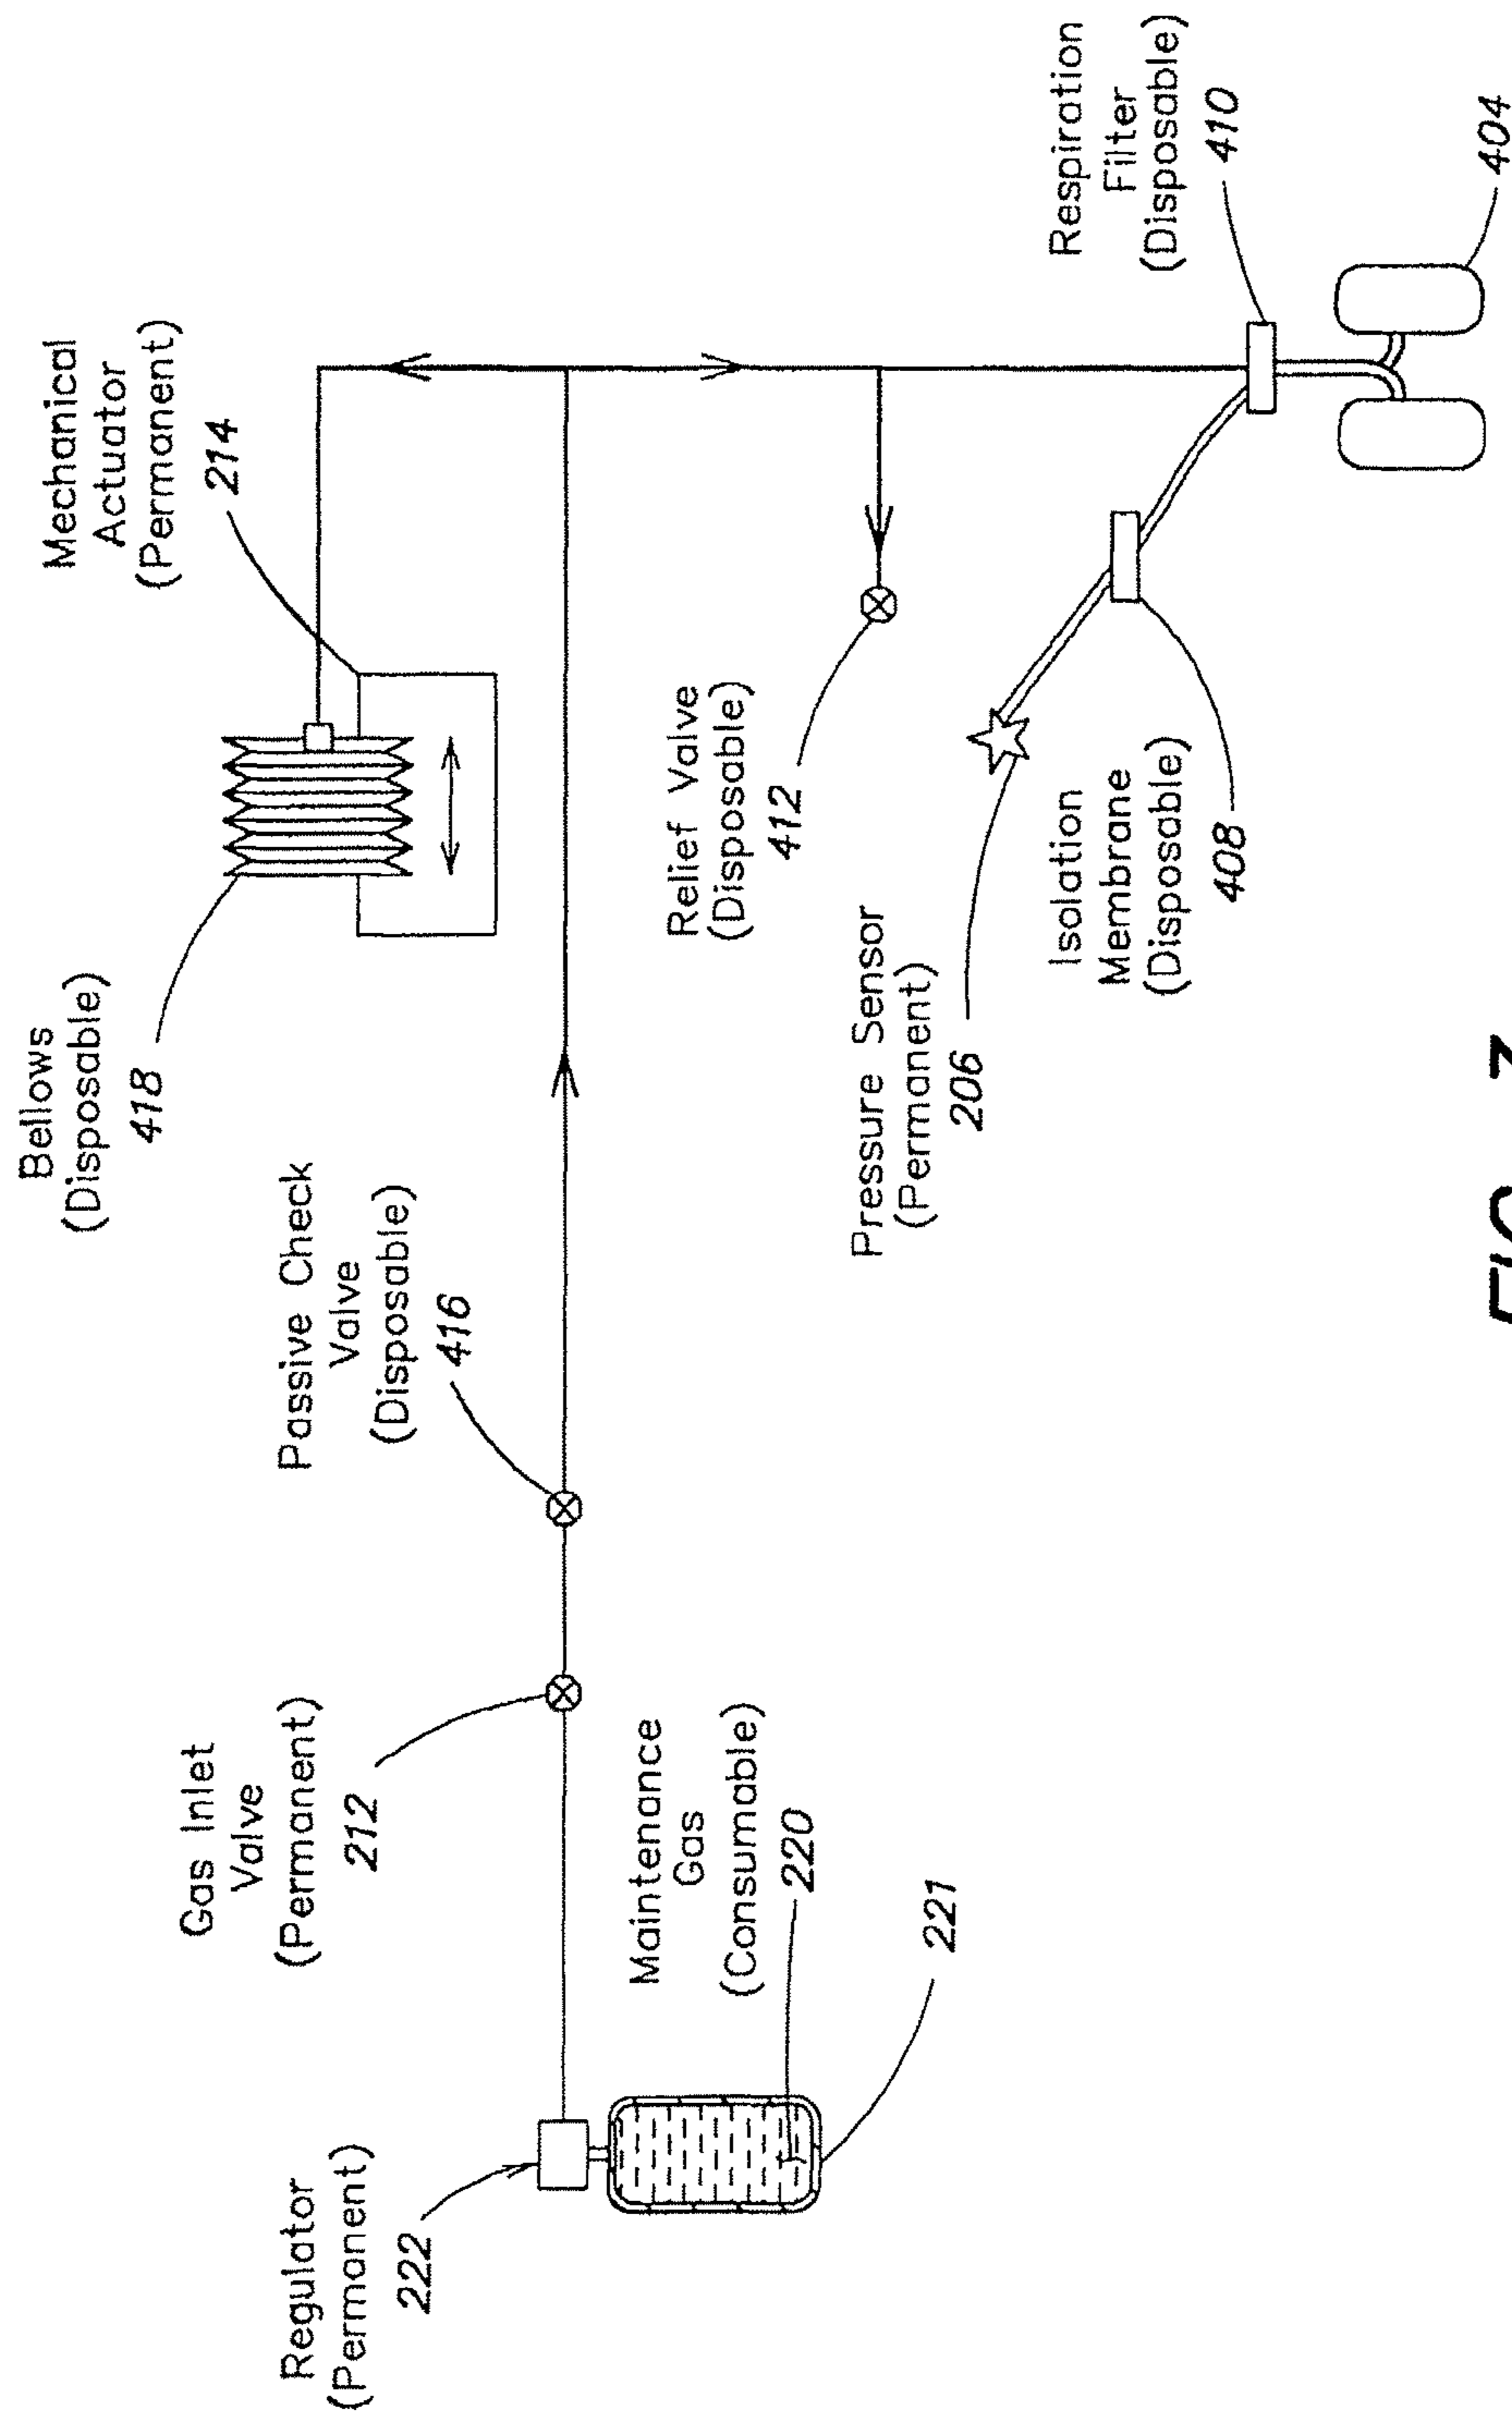 Bellows
(Disposable)
418
Mechanical
Actuator
(Permanent)
214
Gas Inlet
Valve
(Permanent)
212
Passive Check
Valve
(Disposable)
416
Regulator
(Permanent)
222
Maintenance
Gas
(Consumable)
220
221
Relief Valve
(Disposable)
412
Pressure Sensor
(Permanent)
206
Isolation
Membrane
(Disposable)
408
Respiration
Filter
(Disposable)
410
404